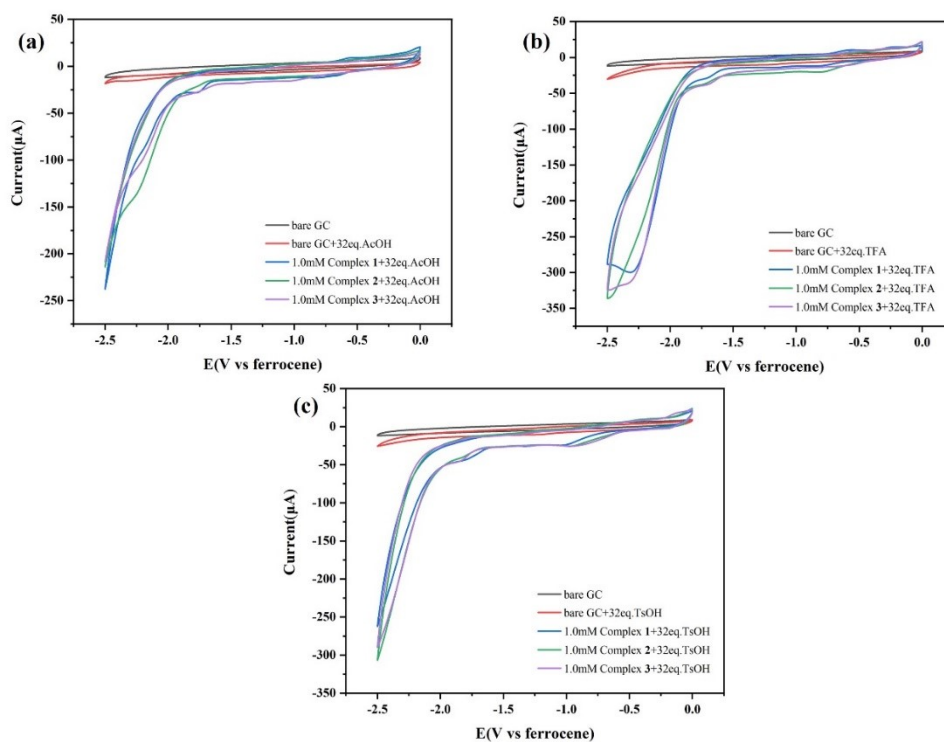 (a)
50
0
-50
-100
-150
-200
-250
Current(μA)
bare GC
bare GC+32eq.AcOH
1.0mM Complex 1+32eq.AcOH
1.0mM Complex 2+32eq.AcOH
1.0mM Complex 3+32eq.AcOH
-2.5 -2.0 -1.5 -1.0 -0.5 0.0
E(V vs ferrocene)
(b)
50
0
-50
-100
-150
-200
-250
-300
-350
Current(μA)
bare GC
bare GC+32eq.TFA
1.0mM Complex 1+32eq.TFA
1.0mM Complex 2+32eq.TFA
1.0mM Complex 3+32eq.TFA
-2.5 -2.0 -1.5 -1.0 -0.5 0.0
E(V vs ferrocene)
(c)
50
0
-50
-100
-150
-200
-250
-300
-350
Current(μA)
bare GC
bare GC+32eq.TsOH
1.0mM Complex 1+32eq.TsOH
1.0mM Complex 2+32eq.TsOH
1.0mM Complex 3+32eq.TsOH
-2.5 -2.0 -1.5 -1.0 -0.5 0.0
E(V vs ferrocene)